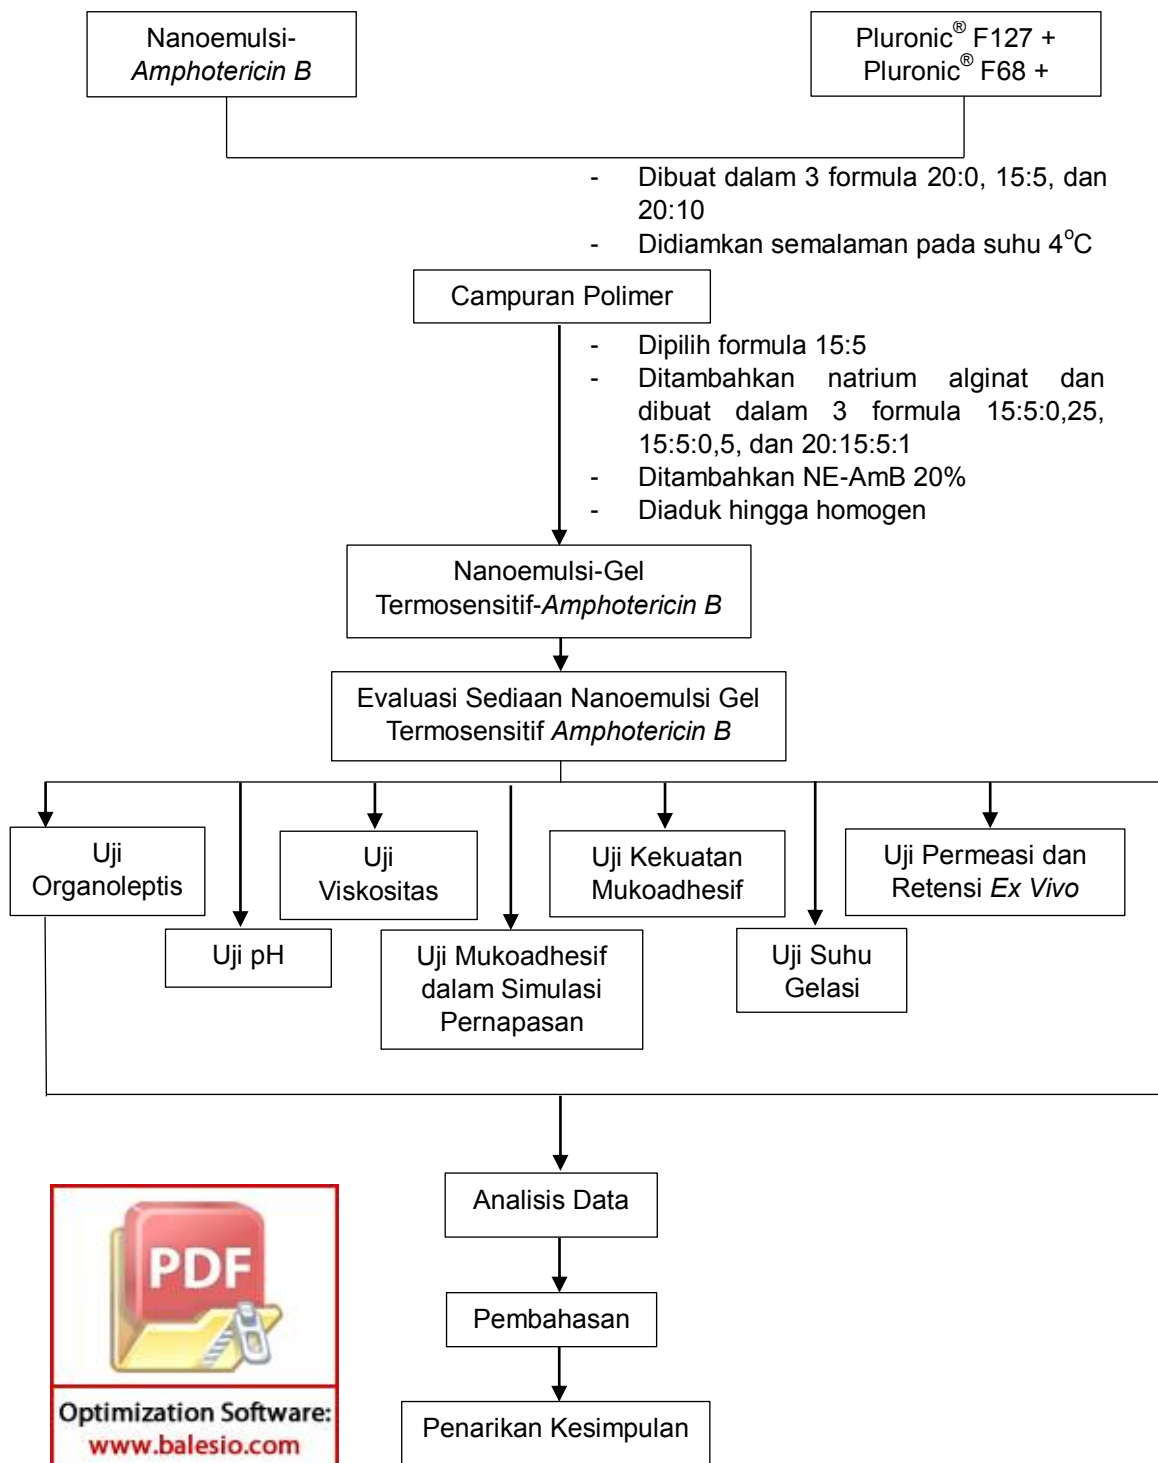 Nanoemulsi-
Amphotericin B
Pluronic® F127 +
Pluronic® F68 +
- Dibuat dalam 3 formula 20:0, 15:5, dan
20:10
- Didiamkan semalaman pada suhu 4°C
Campuran Polimer
- Dipilih formula 15:5
- Ditambahkan natrium alginat dan
dibuat dalam 3 formula 15:5:0,25,
15:5:0,5, dan 20:15:5:1
- Ditambahkan NE-AmB 20%
- Diaduk hingga homogen
Nanoemulsi-Gel
Termosensitif-Amphotericin B
Evaluasi Sediaan Nanoemulsi Gel
Termosensitif Amphotericin B
Uji
Organoleptis
Uji pH
Uji
Viskositas
Uji Mukoadhesif
dalam Simulasi
Pernapasan
Uji Kekuatan
Mukoadhesif
Uji Suhu
Gelasi
Uji Permeasi dan
Retensi Ex Vivo
Analisis Data
Pembahasan
Penarikan Kesimpulan
PDF
Optimization Software:
www.balesio.com